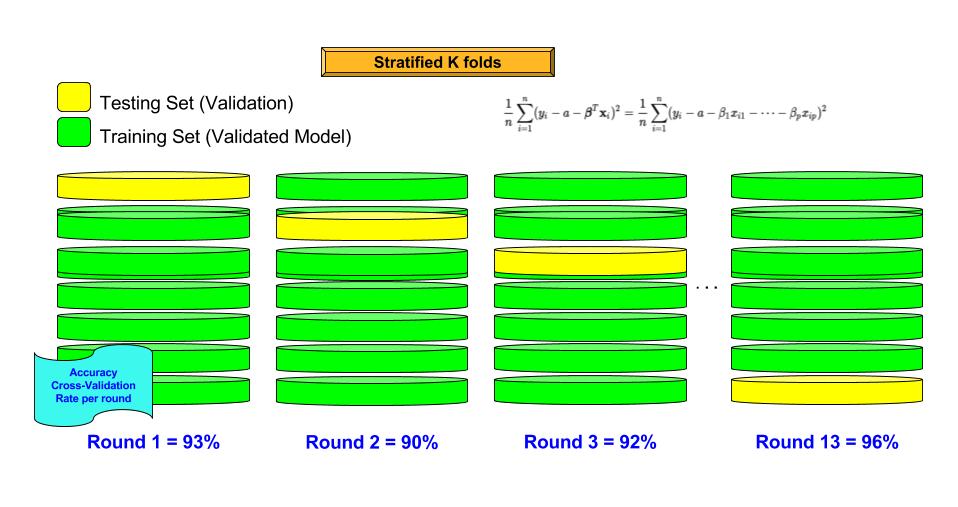 Stratified K folds
Testing Set (Validation)
Training Set (Validated Model)
$\frac{1}{n}\sum_{i=1}^{n}(y_i - a - \boldsymbol{\beta}^T \mathbf{x}_i)^2 = \frac{1}{n}\sum_{i=1}^{n}(y_i - a - \beta_1 x_{i1} - \cdots - \beta_p x_{ip})^2$
. . .
Accuracy
Cross-Validation
Rate per round
Round 1 = 93%
Round 2 = 90%
Round 3 = 92%
Round 13 = 96%